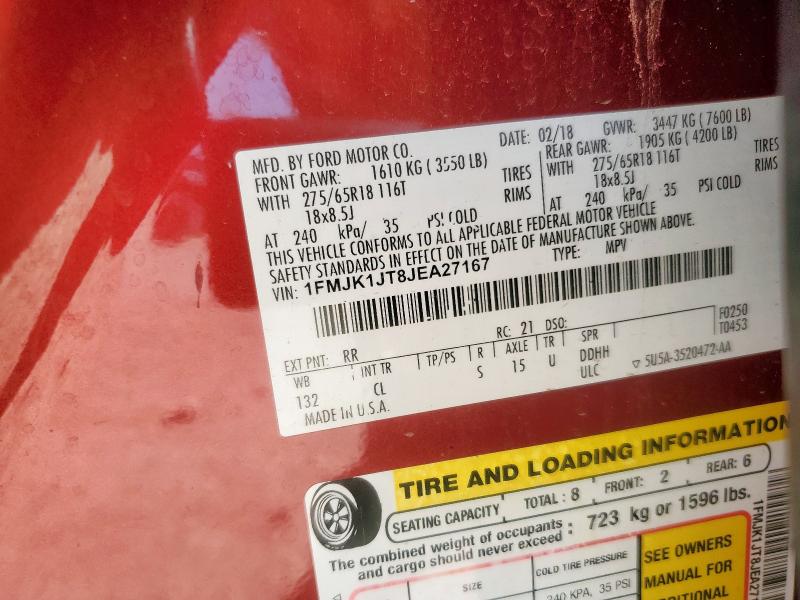 MFD. BY FORD MOTOR CO.
DATE: 02/18 GVWR: 3447 KG ( 7600 LB)
FRONT GAWR: 1610 KG ( 3550 LB)
REAR GAWR: 1905 KG ( 4200 LB)
WITH 275/65R18 116T TIRES
WITH 275/65R18 116T TIRES
18x8.5J RIMS
18x8.5J RIMS
AT 240 kPa/ 35 PSI COLD
AT 240 kPa/ 35 PSI COLD
THIS VEHICLE CONFORMS TO ALL APPLICABLE FEDERAL MOTOR VEHICLE
SAFETY STANDARDS IN EFFECT ON THE DATE OF MANUFACTURE SHOWN ABOVE.
VIN: 1FMJK1JT8JEA27167 TYPE: MPV
F0250
T0453
EXT PNT: RR RC: 21 DSO:
WB INT TR TP/PS R AXLE TR SPR
132 CL S 15 U DDHH
ULC
MADE IN U.S.A. ▽ 5U5A-3520472-AA
TIRE AND LOADING INFORMATION
SEATING CAPACITY TOTAL : 8 FRONT: 2 REAR: 6
The combined weight of occupants
and cargo should never exceed : 723 kg or 1596 lbs.
SIZE COLD TIRE PRESSURE
240 KPA, 35 PSI
SEE OWNERS
MANUAL FOR
1FMJK1JT8JEA27